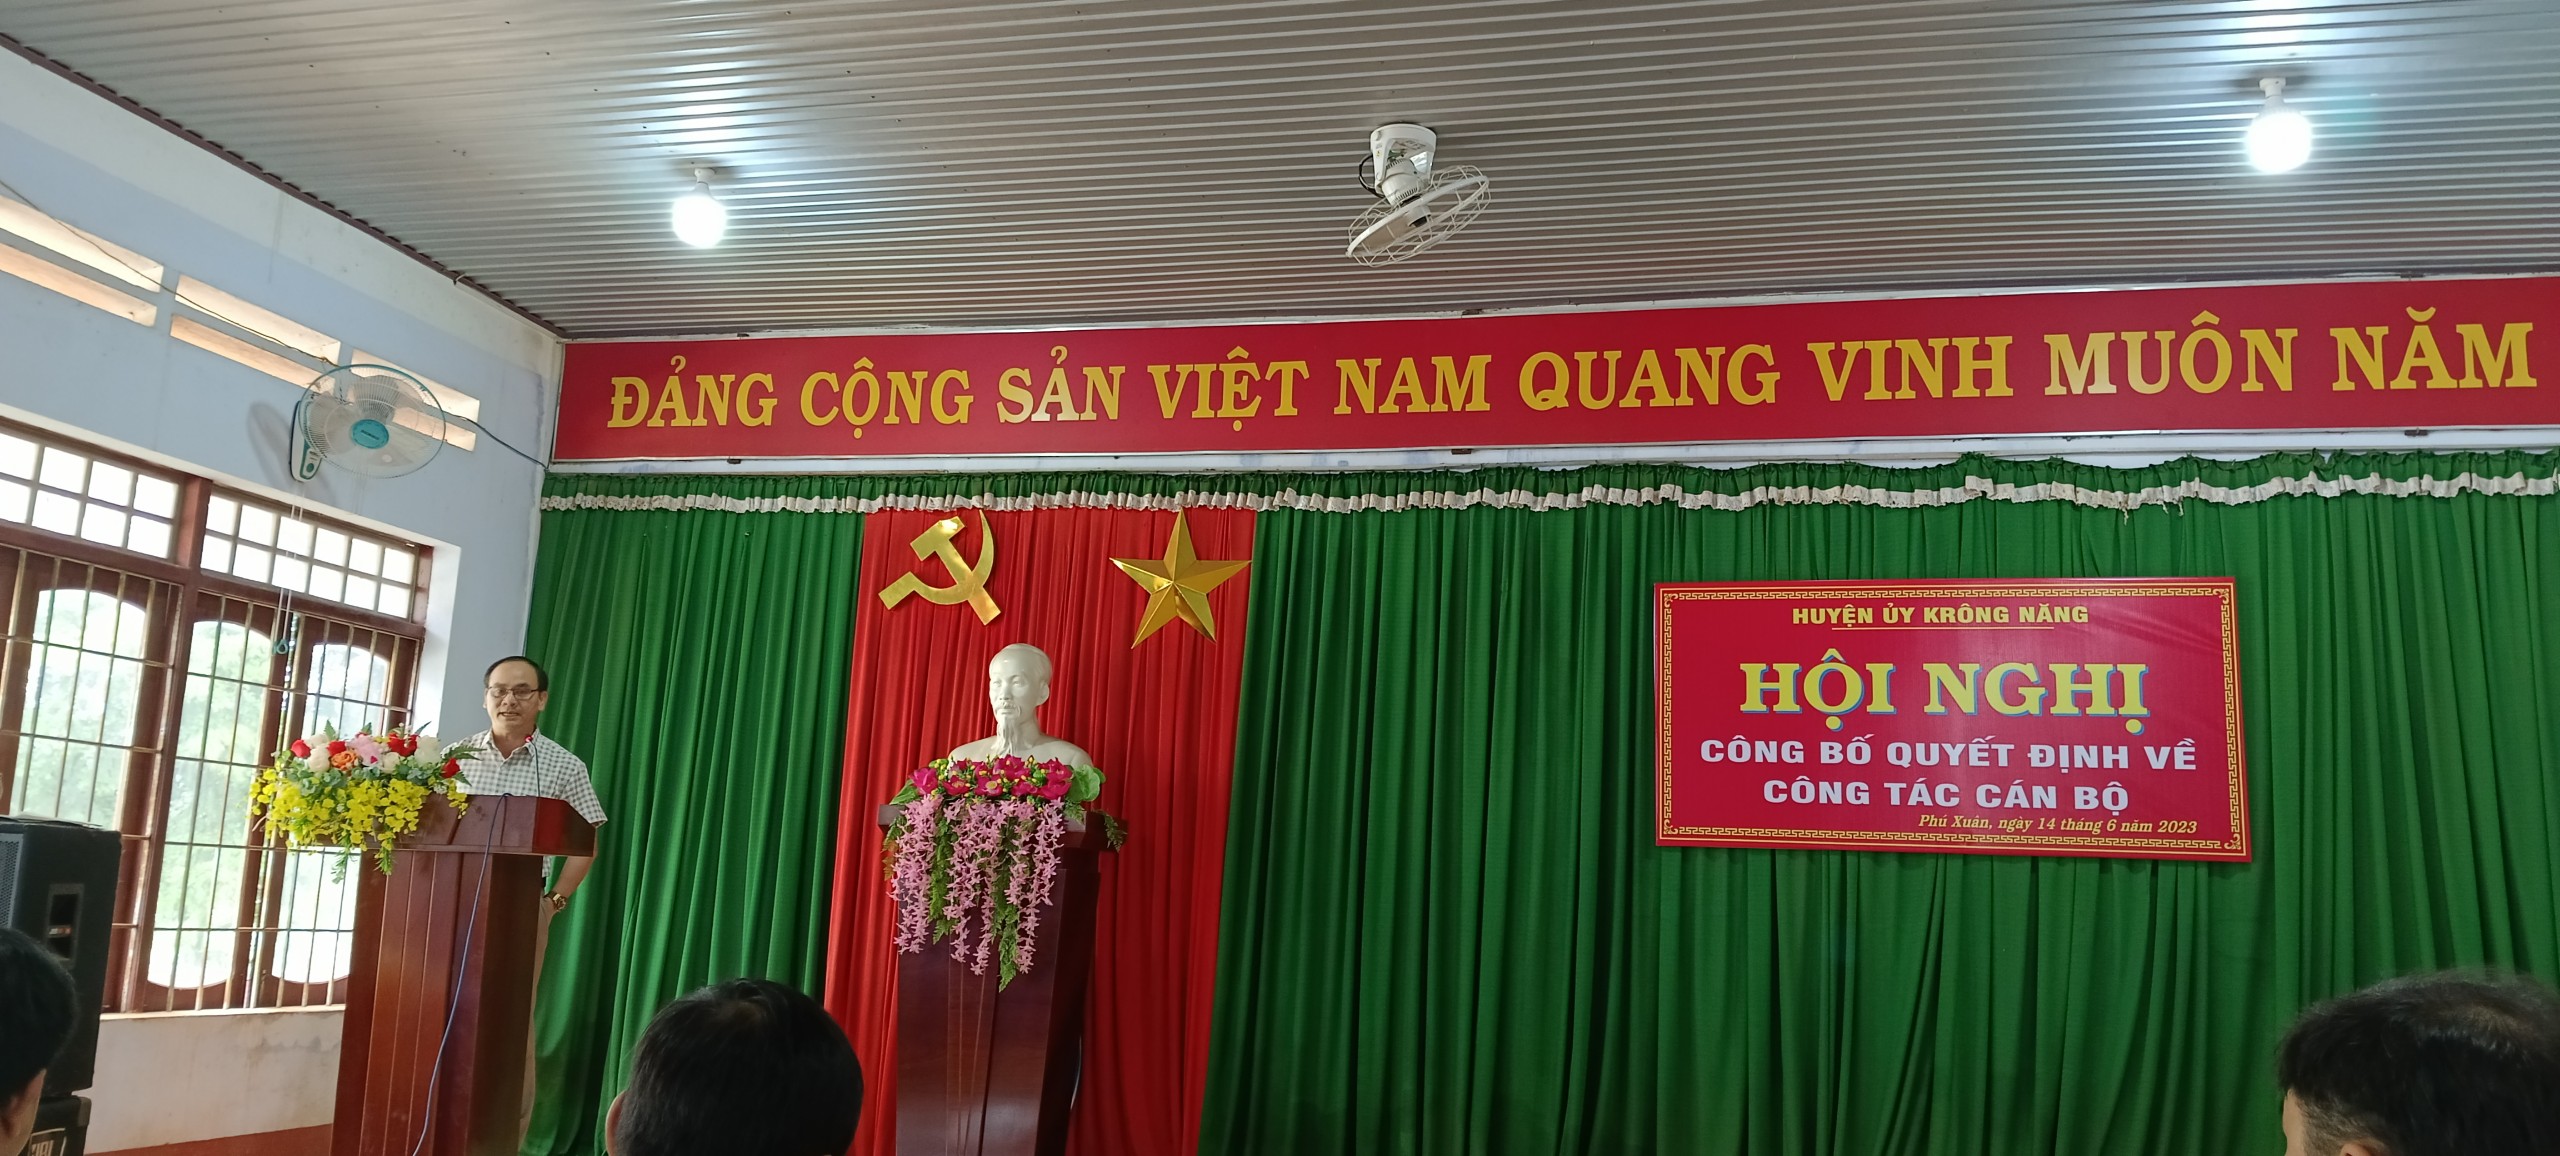 ĐẢNG CỘNG SẢN VIỆT NAM QUANG VINH MUÔN NĂM
HUYỆN ỦY KRÔNG NĂNG
HỘI NGHỊ
CÔNG BỐ QUYẾT ĐỊNH VỀ
CÔNG TÁC CÁN BỘ
Phú Xuân, ngày 14 tháng 6 năm 2023